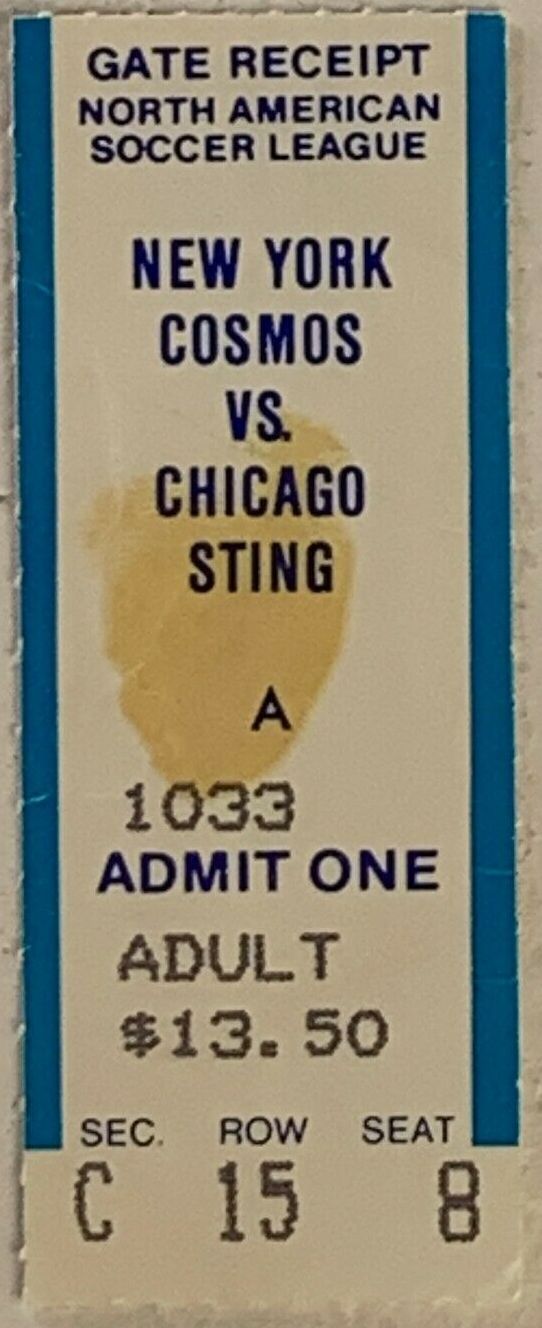 GATE RECEIPT
NORTH AMERICAN
SOCCER LEAGUE
NEW YORK
COSMOS
VS.
CHICAGO
STING
A
1033
ADMIT ONE
ADULT
$13.50
SEC. ROW SEAT
C 15 8